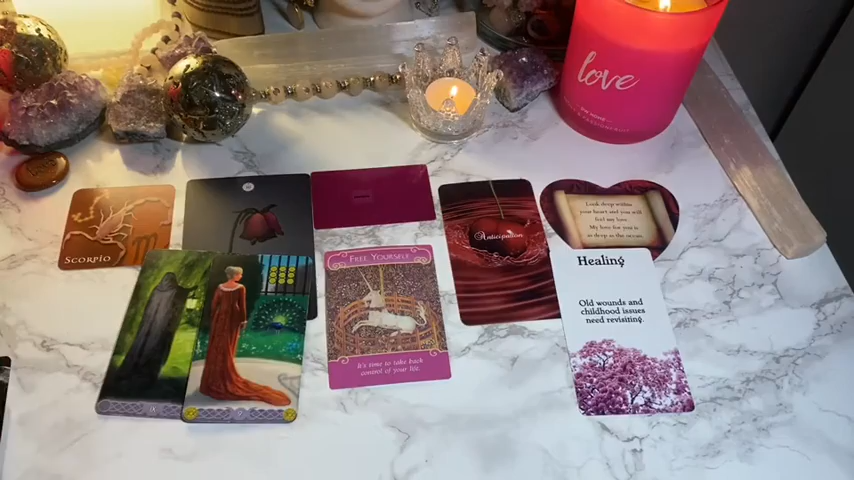 love
Look deep within
your heart and you will
feel my love.
My love for you is
as deep as the ocean.
SCORPIO
Anticipation
FREE YOURSELF
It's time to take back
control of your life.
Healing
Old wounds and
childhood issues
need revisiting.
IX